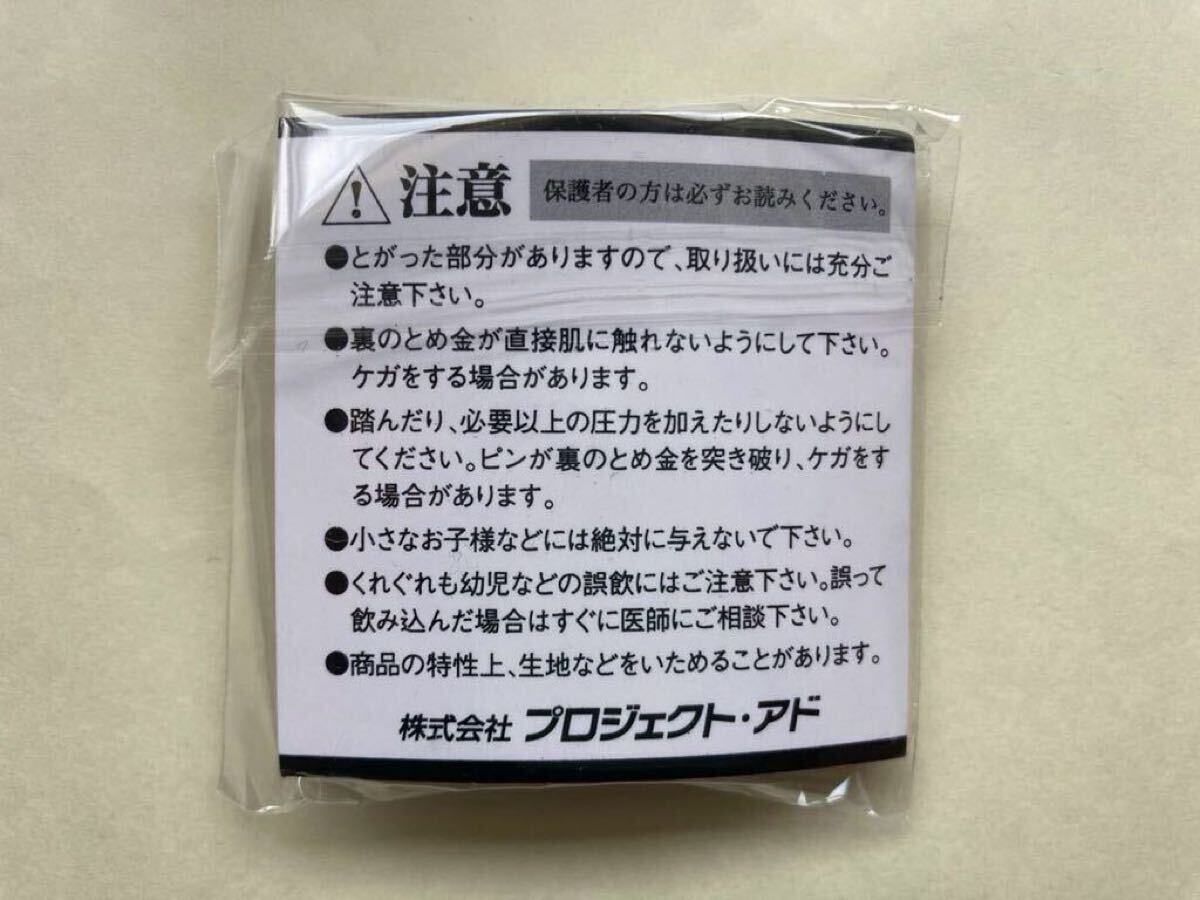 注意 保護者の方は必ずお読みください。
●とがった部分がありますので、取り扱いには充分ご
注意下さい。
●裏のとめ金が直接肌に触れないようにして下さい。
ケガをする場合があります。
●踏んだり、必要以上の圧力を加えたりしないようにし
てください。ピンが裏のとめ金を突き破り、ケガをす
る場合があります。
●小さなお子様などには絶対に与えないで下さい。
●くれぐれも幼児などの誤飲にはご注意下さい。誤って
飲み込んだ場合はすぐに医師にご相談下さい。
●商品の特性上、生地などをいためることがあります。
株式会社 プロジェクト・アド